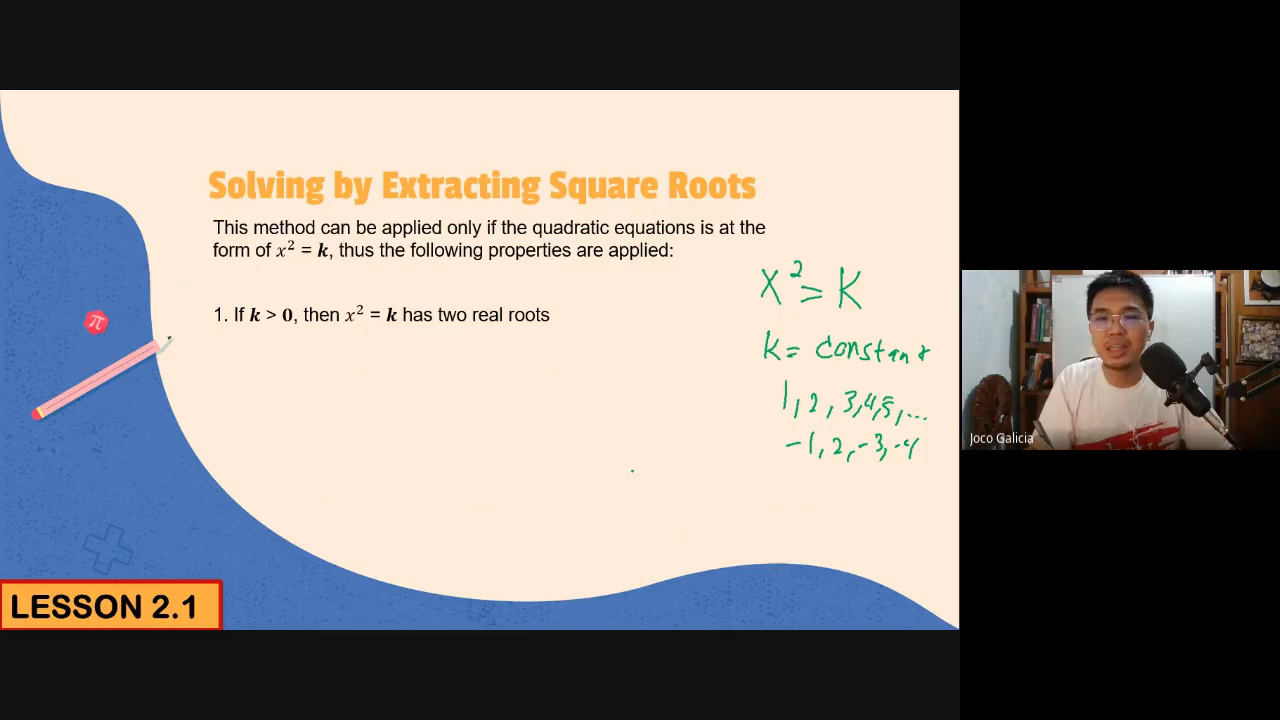 Solving by Extracting Square Roots
This method can be applied only if the quadratic equations is at the
form of x² = k, thus the following properties are applied:
x² = K
1. If k > 0, then x² = k has two real roots
π
k = constant
1, 2, 3, 4, 5, ...
-1, 2, -3, -4
Joco Galicia
LESSON 2.1